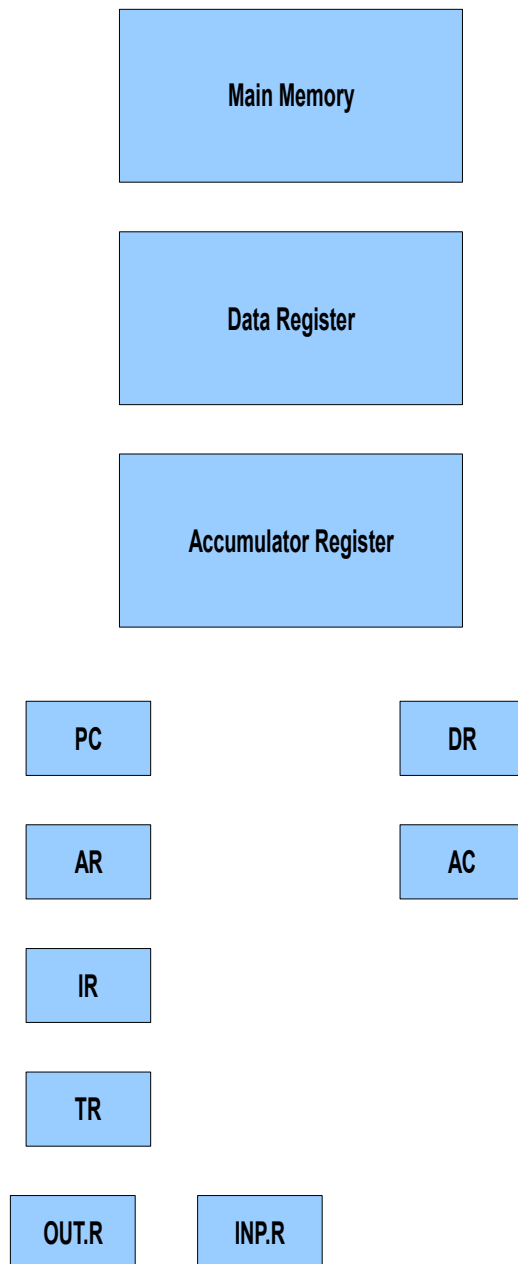 Main Memory
Data Register
Accumulator Register
PC
DR
AR
AC
IR
TR
OUT.R
INP.R